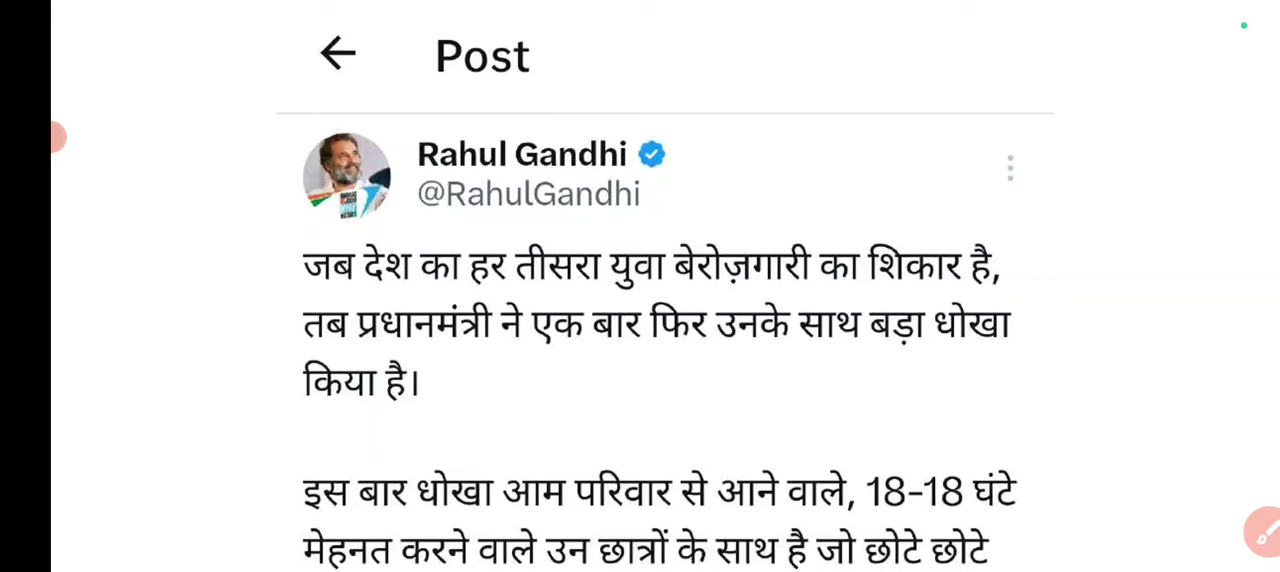 Post
Rahul Gandhi
@RahulGandhi
जब देश का हर तीसरा युवा बेरोज़गारी का शिकार है,
तब प्रधानमंत्री ने एक बार फिर उनके साथ बड़ा धोखा
किया है।
इस बार धोखा आम परिवार से आने वाले, 18-18 घंटे
मेहनत करने वाले उन छात्रों के साथ है जो छोटे छोटे